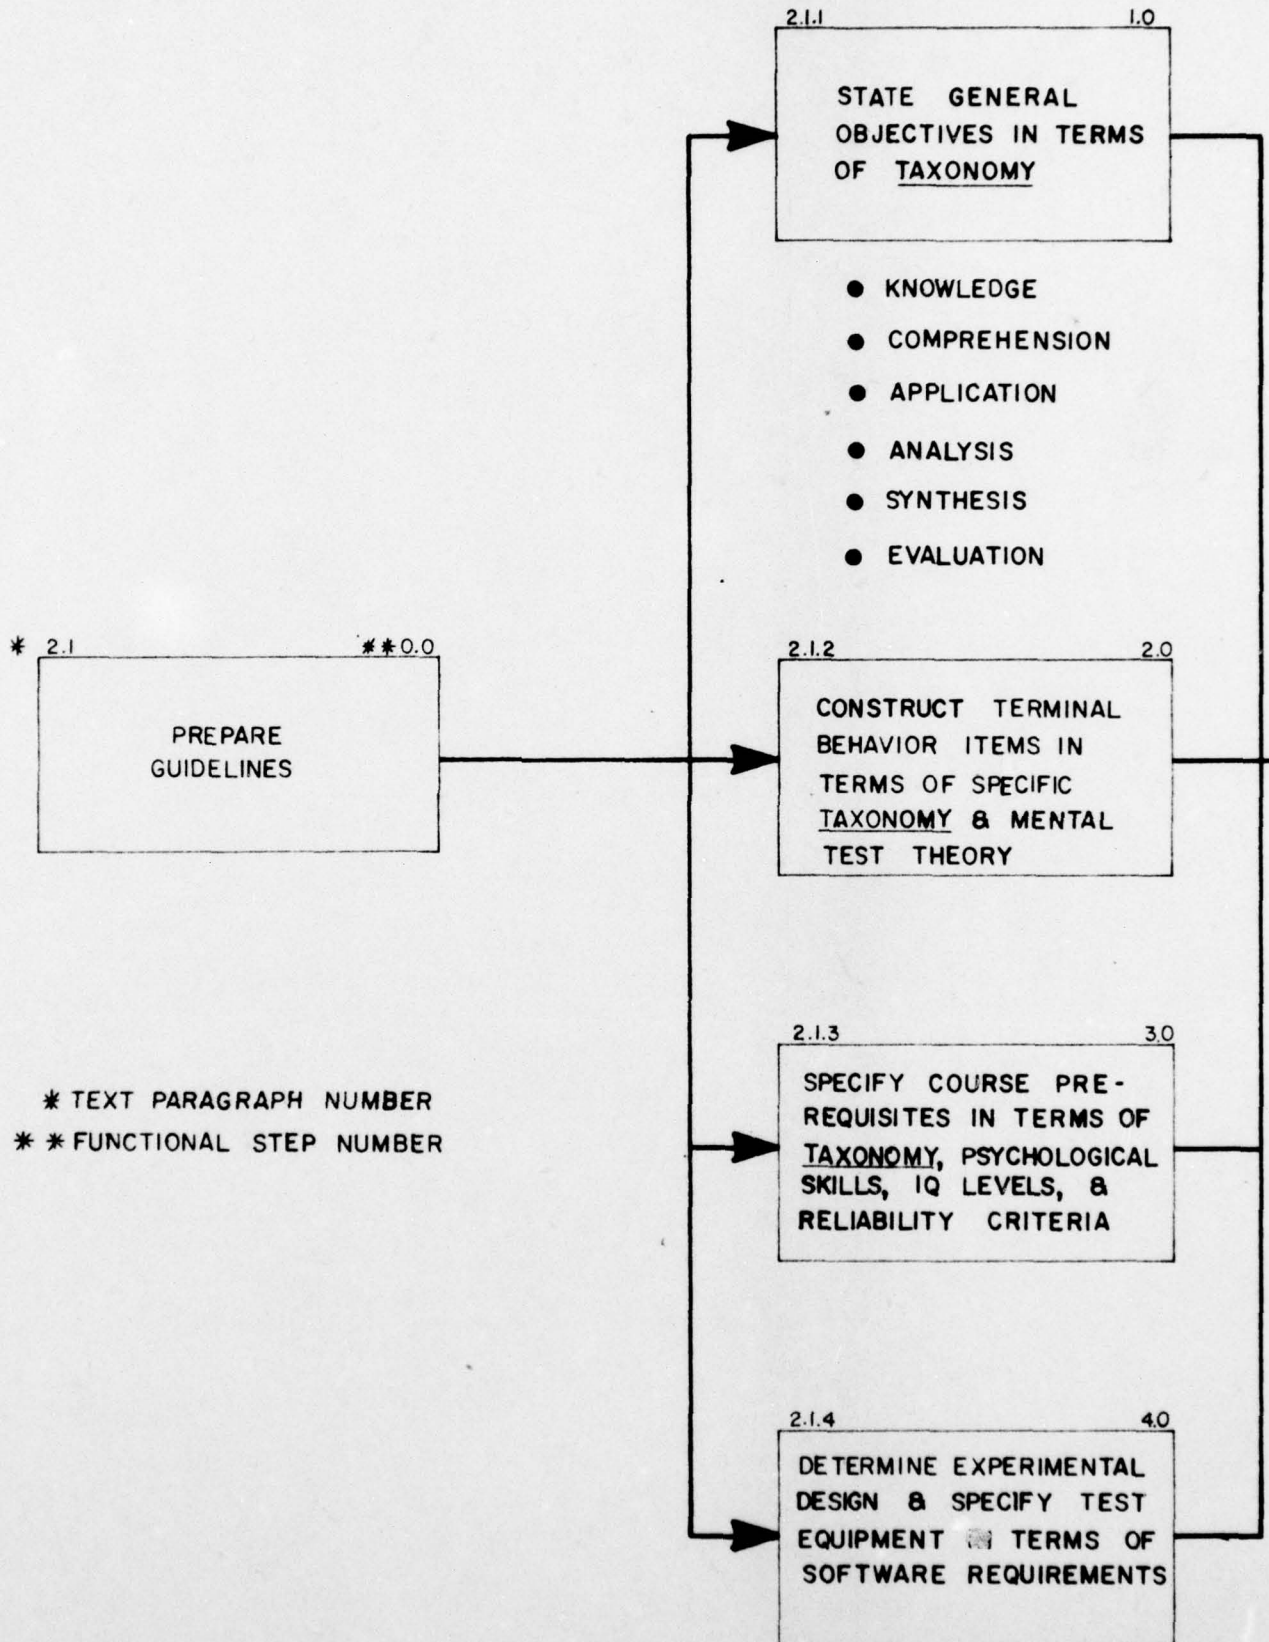 2.1.1 1.0
STATE GENERAL
OBJECTIVES IN TERMS
OF TAXONOMY
● KNOWLEDGE
● COMPREHENSION
● APPLICATION
● ANALYSIS
● SYNTHESIS
● EVALUATION
* 2.1 **0.0
PREPARE
GUIDELINES
2.1.2 2.0
CONSTRUCT TERMINAL
BEHAVIOR ITEMS IN
TERMS OF SPECIFIC
TAXONOMY & MENTAL
TEST THEORY
* TEXT PARAGRAPH NUMBER
* * FUNCTIONAL STEP NUMBER
2.1.3 3.0
SPECIFY COURSE PRE-
REQUISITES IN TERMS OF
TAXONOMY, PSYCHOLOGICAL
SKILLS, IQ LEVELS, &
RELIABILITY CRITERIA
2.1.4 4.0
DETERMINE EXPERIMENTAL
DESIGN & SPECIFY TEST
EQUIPMENT TERMS OF
SOFTWARE REQUIREMENTS